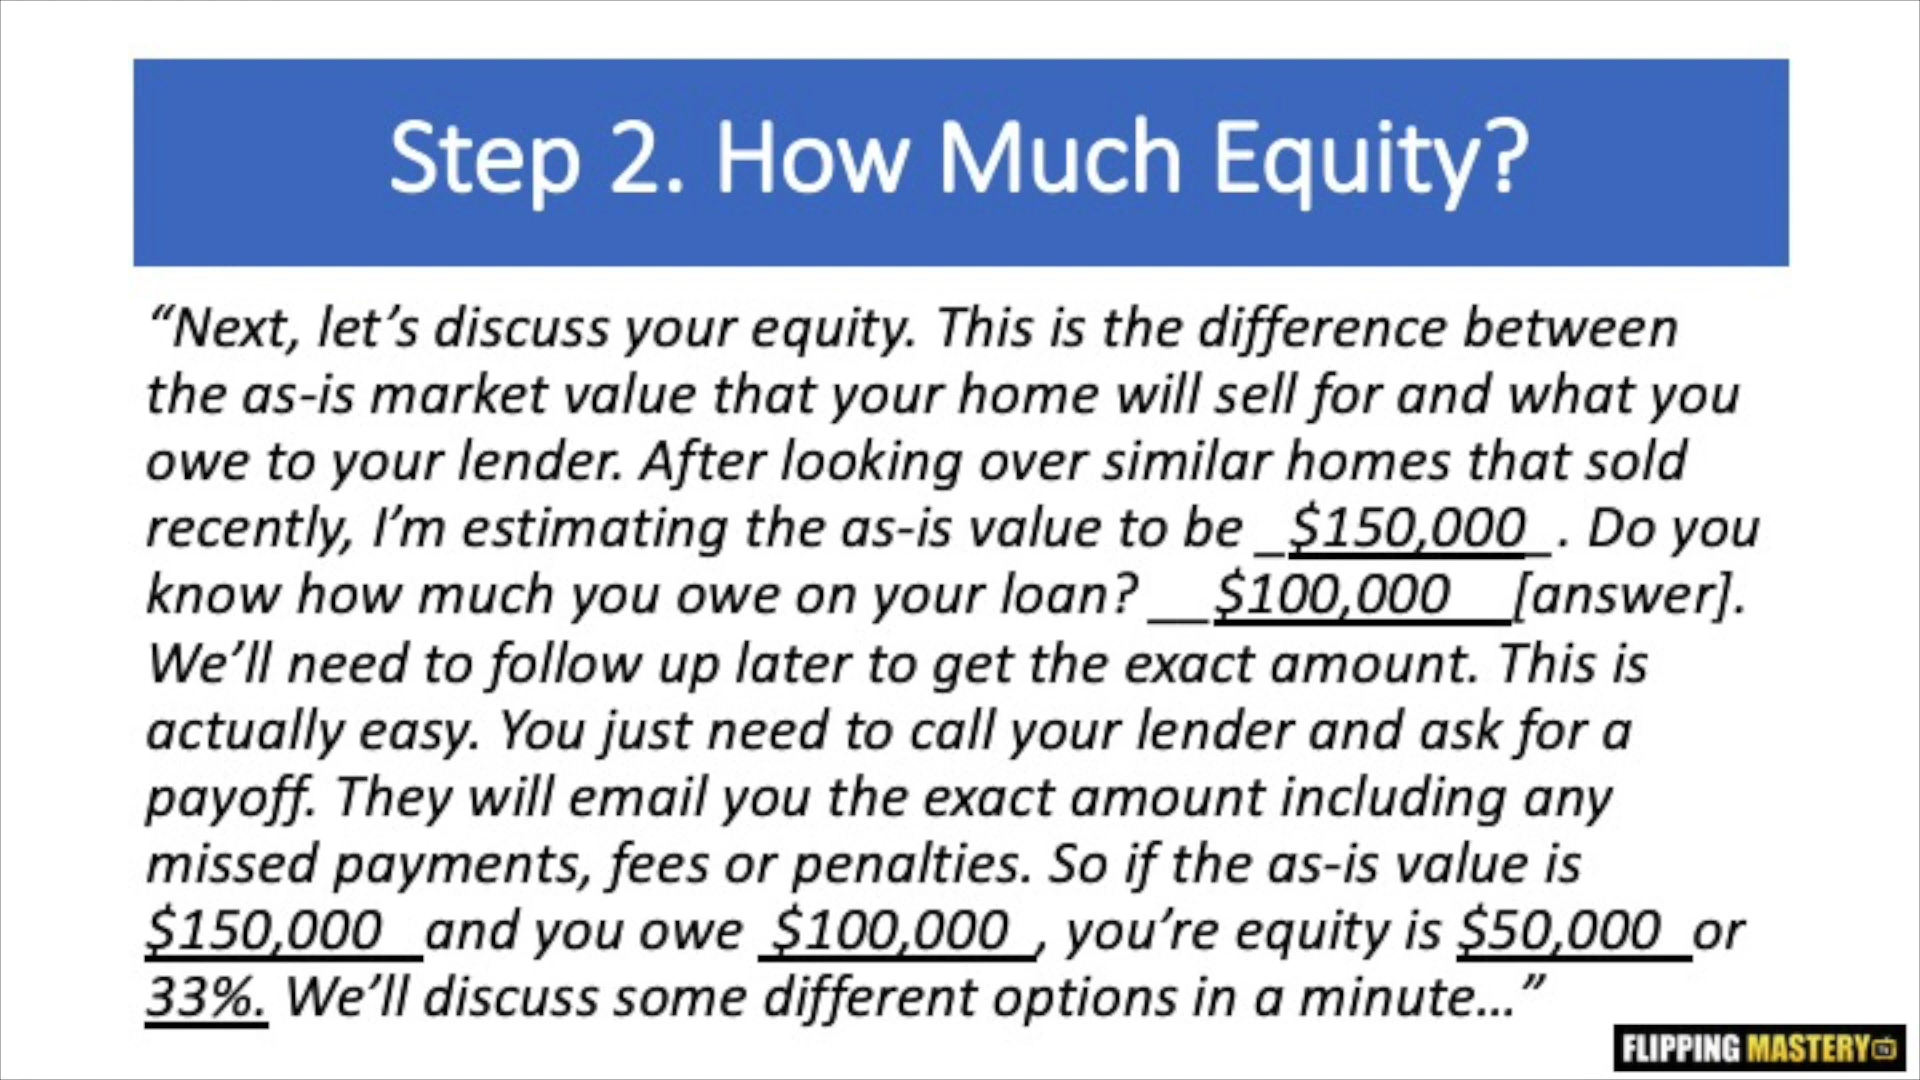 Step 2. How Much Equity?
“Next, let’s discuss your equity. This is the difference between
the as-is market value that your home will sell for and what you
owe to your lender. After looking over similar homes that sold
recently, I’m estimating the as-is value to be _$150,000_. Do you
know how much you owe on your loan? __$100,000__[answer].
We’ll need to follow up later to get the exact amount. This is
actually easy. You just need to call your lender and ask for a
payoff. They will email you the exact amount including any
missed payments, fees or penalties. So if the as-is value is
$150,000 and you owe $100,000 , you’re equity is $50,000 or
33%. We’ll discuss some different options in a minute…”
FLIPPING MASTERY